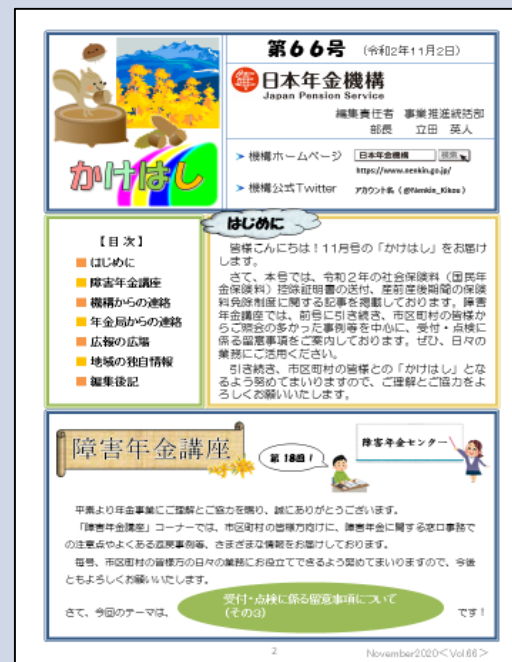 第66号 （令和2年11月2日）
日本年金機構
Japan Pension Service
編集責任者 事業推進統括部
部長 立田 英人
かけはし
➢ 機構ホームページ 日本年金機構 検索
https://www.nenkin.go.jp/
➢ 機構公式Twitter アカウント名（@Nenkin_Kikou）
【目次】
■ はじめに
■ 障害年金講座
■ 機構からの連絡
■ 年金局からの連絡
■ 広報の広場
■ 地域の独自情報
■ 編集後記
はじめに
皆様こんにちは！11月号の「かけはし」をお届け
します。
さて、本号では、令和2年の社会保険料（国民年
金保険料）控除証明書の送付、産前産後期間の保険
料免除制度に関する記事を掲載しております。障害
年金講座では、前号に引き続き、市区町村の皆様か
らご照会の多かった事例等を中心に、受付・点検に
係る留意事項をご案内しております。ぜひ、日々の
業務にご活用ください。
引き続き、市区町村の皆様との「かけはし」とな
るよう努めてまいりますので、ご理解とご協力をよ
ろしくお願いいたします。
障害年金講座
第18回！
障害年金センター
平素より年金事業にご理解とご協力を賜り、誠にありがとうございます。
「障害年金講座」コーナーでは、市区町村の皆様方向けに、障害年金に関する窓口事務で
の注意点やよくある返戻事例等、さまざまな情報をお届けしております。
毎号、市区町村の皆様方の日々の業務にお役立てできるよう努めてまいりますので、今後
ともよろしくお願いいたします。
さて、今回のテーマは、 受付・点検に係る留意事項について
（その3） です！
2
November2020＜Vol.66＞